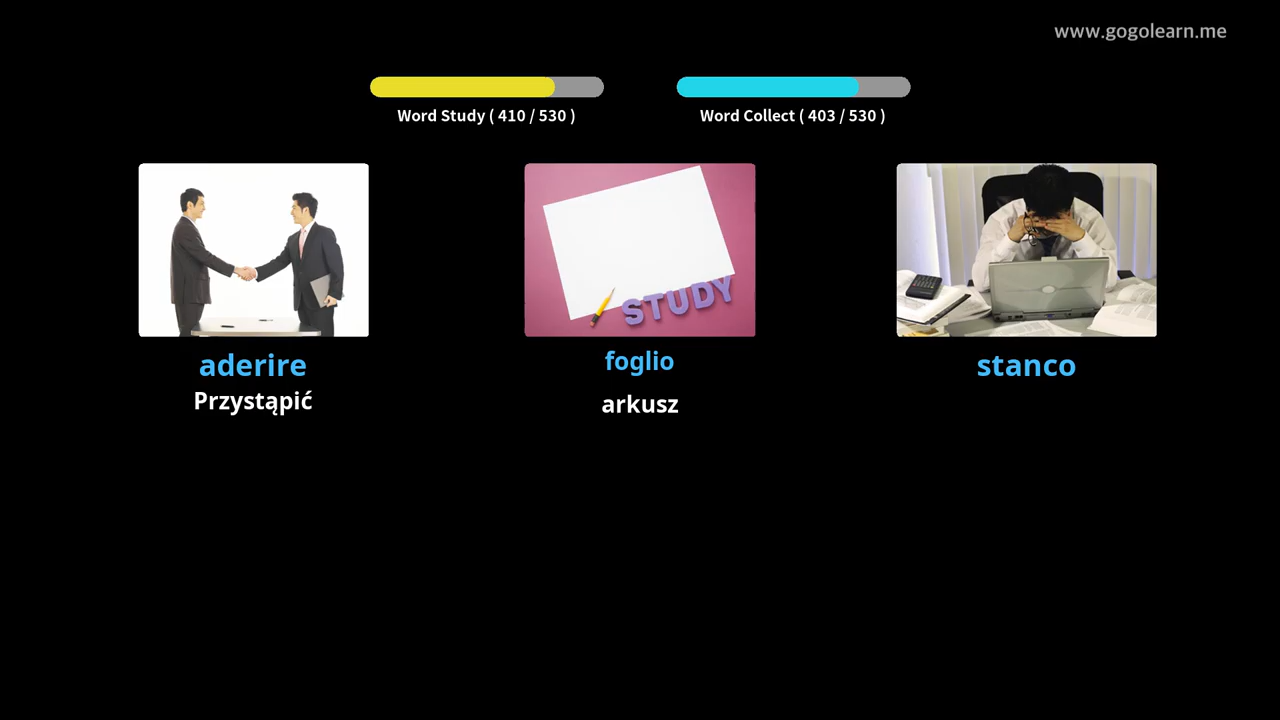 www.gogolearn.me
Word Study ( 410 / 530 )
Word Collect ( 403 / 530 )
STUDY
aderire
Przystąpić
foglio
arkusz
stanco